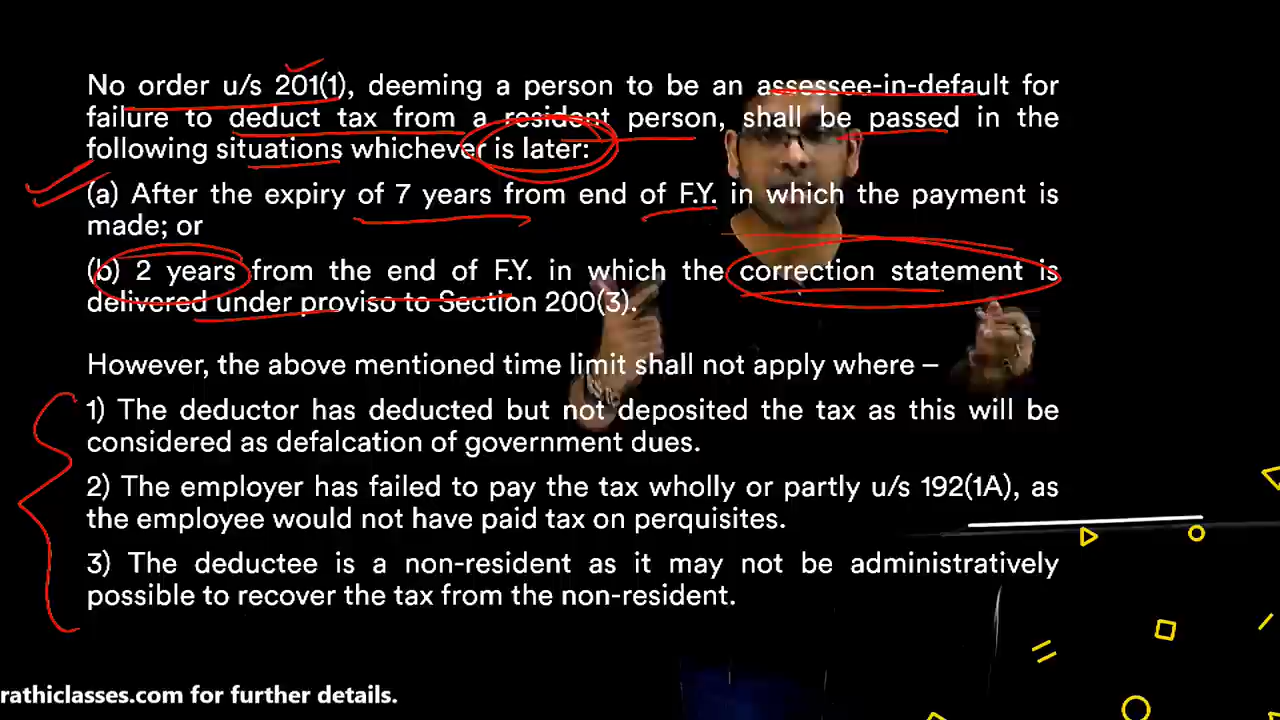 No order u/s 201(1), deeming a person to be an assessee-in-default for
failure to deduct tax from a resident person, shall be passed in the
following situations whichever is later:
(a) After the expiry of 7 years from end of F.Y. in which the payment is
made; or
(b) 2 years from the end of F.Y. in which the correction statement is
delivered under proviso to Section 200(3).
However, the above mentioned time limit shall not apply where –
1) The deductor has deducted but not deposited the tax as this will be
considered as defalcation of government dues.
2) The employer has failed to pay the tax wholly or partly u/s 192(1A), as
the employee would not have paid tax on perquisites.
3) The deductee is a non-resident as it may not be administratively
possible to recover the tax from the non-resident.
rathiclasses.com for further details.